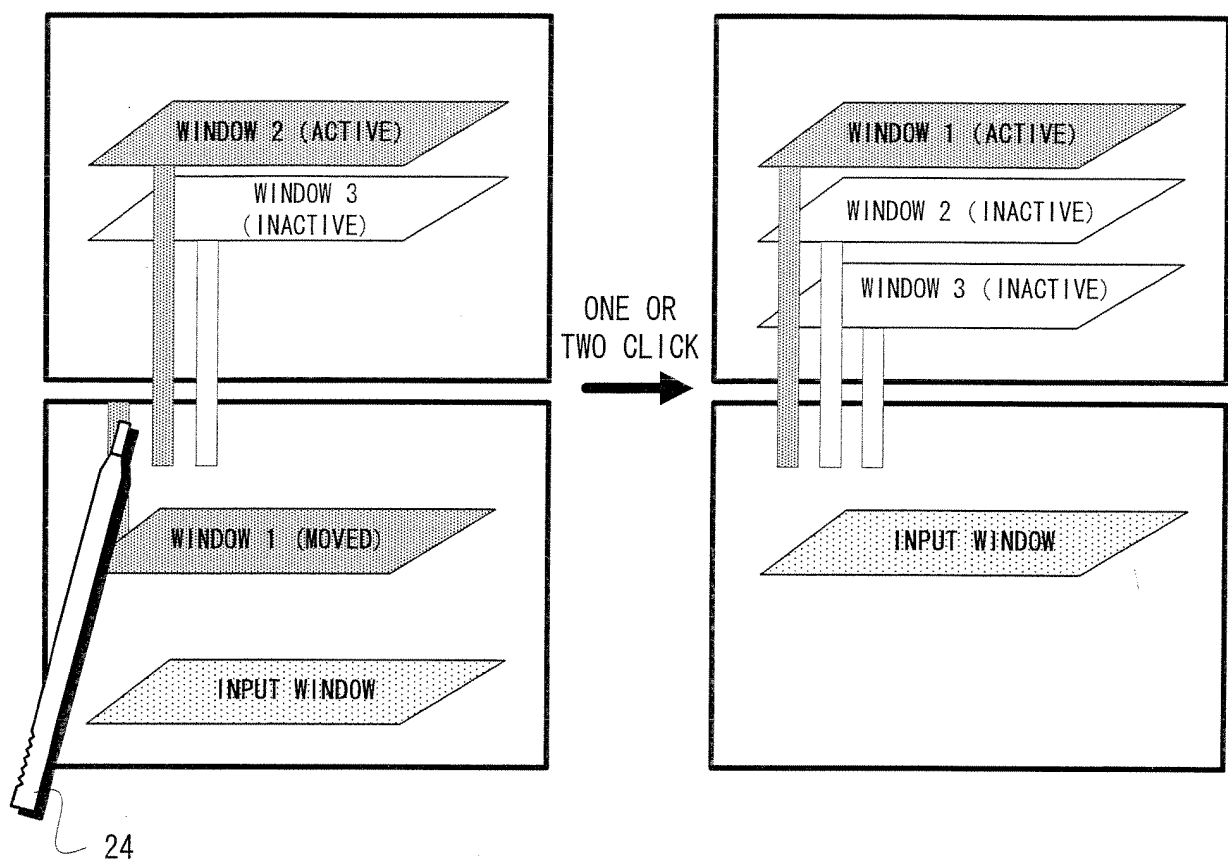 WINDOW 2 (ACTIVE)
WINDOW 3
(INACTIVE)
WINDOW 1 (MOVED)
INPUT WINDOW
24
ONE OR
TWO CLICK
WINDOW 1 (ACTIVE)
WINDOW 2 (INACTIVE)
WINDOW 3 (INACTIVE)
INPUT WINDOW